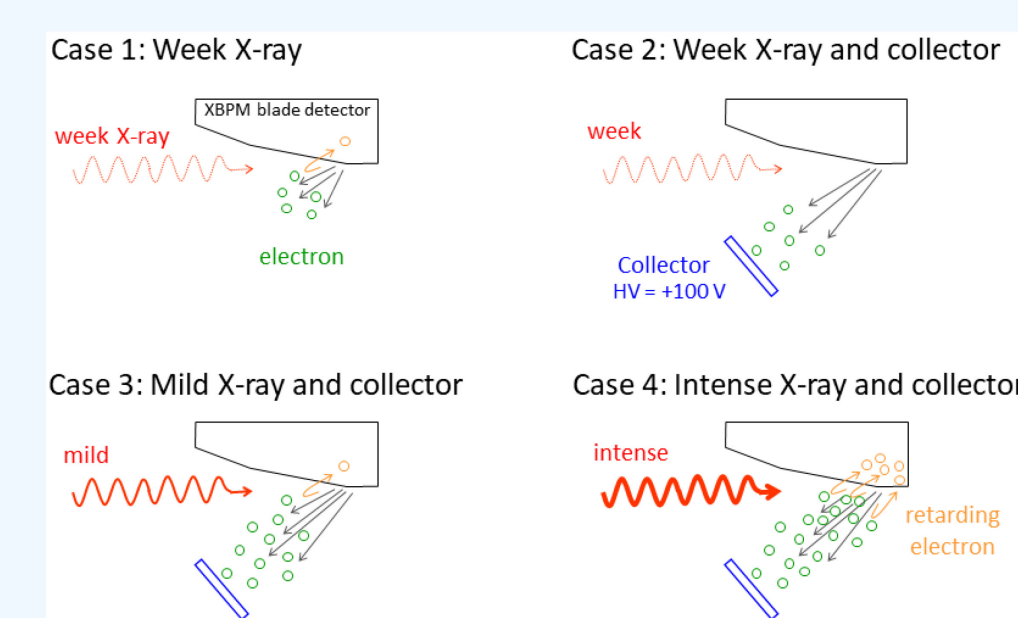 Case 1: Week X-ray
Case 2: Week X-ray and collector
XBPM blade detector
week X-ray
week
electron
Collector
HV = +100 V
Case 3: Mild X-ray and collector
Case 4: Intense X-ray and collector
mild
intense
retarding
electron